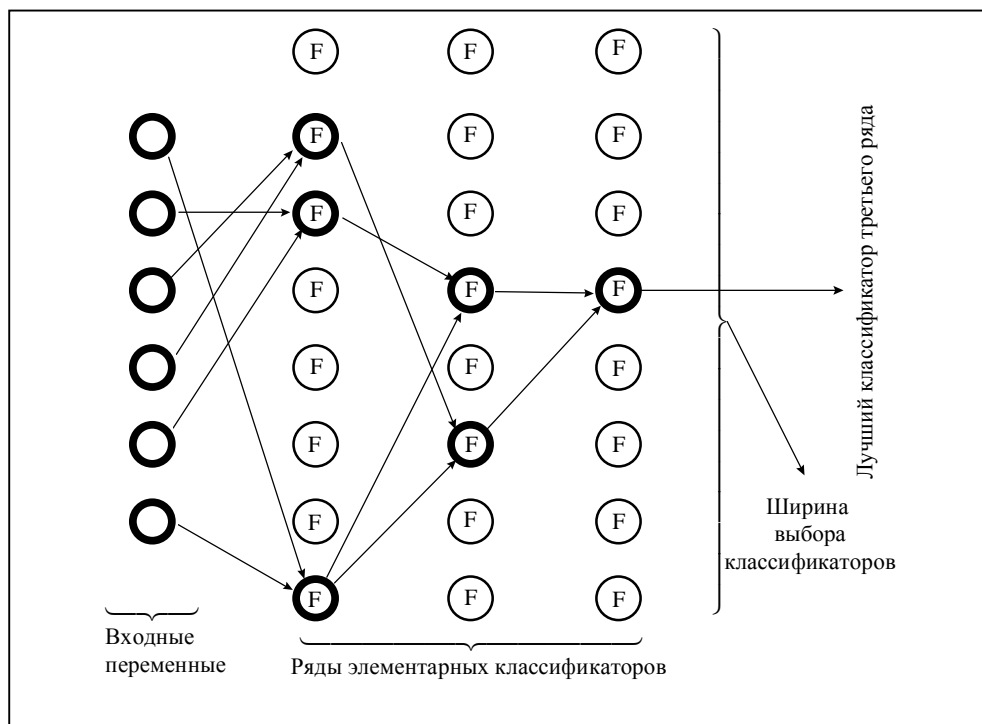 F F F
F F F
F F F
F F F
F F F
F F F
F F F
F F F
Лучший классификатор третьего ряда
Ширина
выбора
классификаторов
Входные
переменные
Ряды элементарных классификаторов